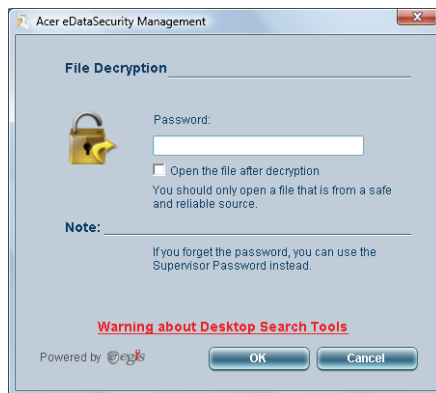 Acer eDataSecurity Management
File Decryption
Password:
Open the file after decryption
You should only open a file that is from a safe
and reliable source.
Note:
If you forget the password, you can use the
Supervisor Password instead.
Warning about Desktop Search Tools
Powered by egis
OK
Cancel